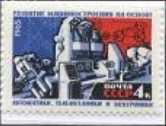 РАЗВИТИЕ МАШИНОСТРОЕНИЯ НА ОСНОВЕ
1965
ПОЧТА
СССР 4К
АВТОМАТИКИ, ТЕЛЕМЕХАНИКИ И ЭЛЕКТРОНИКИ